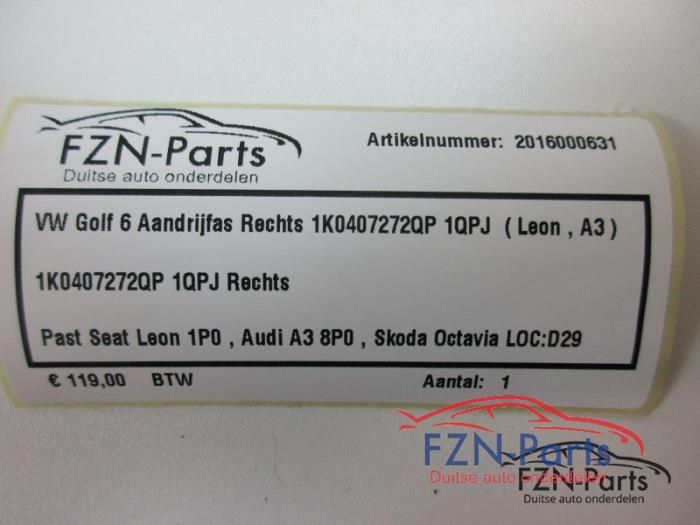 FZN-Parts
Duitse auto onderdelen
Artikelnummer: 2016000631
VW Golf 6 Aandrijfas Rechts 1K0407272QP 1QPJ ( Leon , A3 )
1K0407272QP 1QPJ Rechts
Past Seat Leon 1P0 , Audi A3 8P0 , Skoda Octavia LOC:D29
€ 119,00 BTW Aantal: 1
FZN-Parts
Duitse auto onderdelen
FZN-Parts
Duitse auto onderdelen